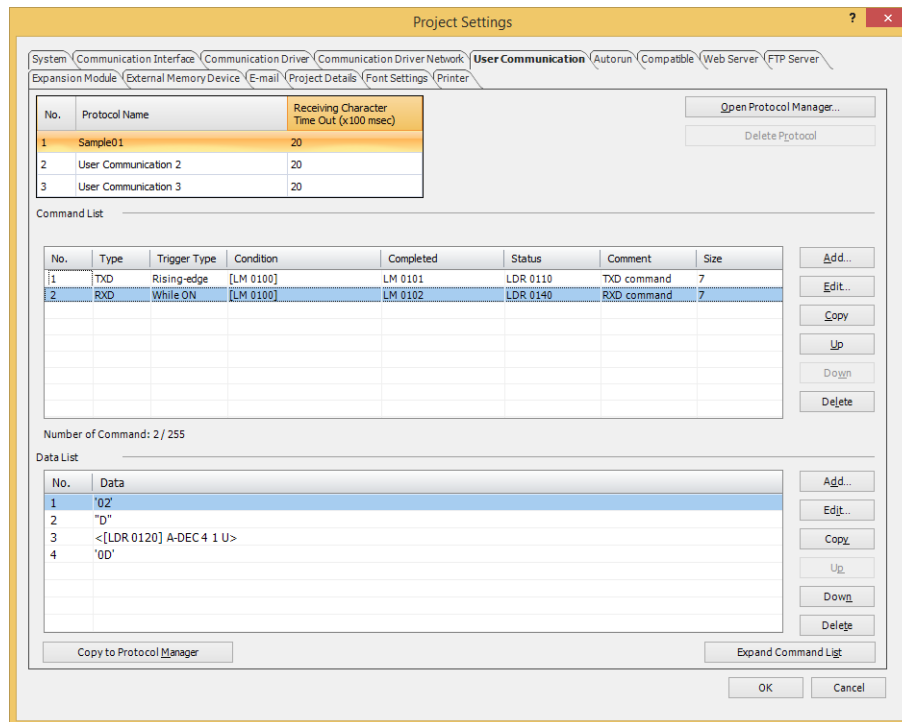 Project Settings
? ×
System Communication Interface Communication Driver Communication Driver Network User Communication Autorun Compatible Web Server FTP Server
Expansion Module External Memory Device E-mail Project Details Font Settings Printer
No. Protocol Name Receiving Character Time Out (x100 msec)
1 Sample01 20
2 User Communication 2 20
3 User Communication 3 20
Open Protocol Manager...
Delete Protocol
Command List
No. Type Trigger Type Condition Completed Status Comment Size
1 TXD Rising-edge [LM 0100] LM 0101 LDR 0110 TXD command 7
2 RXD While ON [LM 0100] LM 0102 LDR 0140 RXD command 7
Add...
Edit...
Copy
Up
Down
Delete
Number of Command: 2 / 255
Data List
No. Data
1 '02'
2 "D"
3 <[LDR 0120] A-DEC 4 1 U>
4 '0D'
Add...
Edit...
Copy
Up
Down
Delete
Copy to Protocol Manager
Expand Command List
OK
Cancel